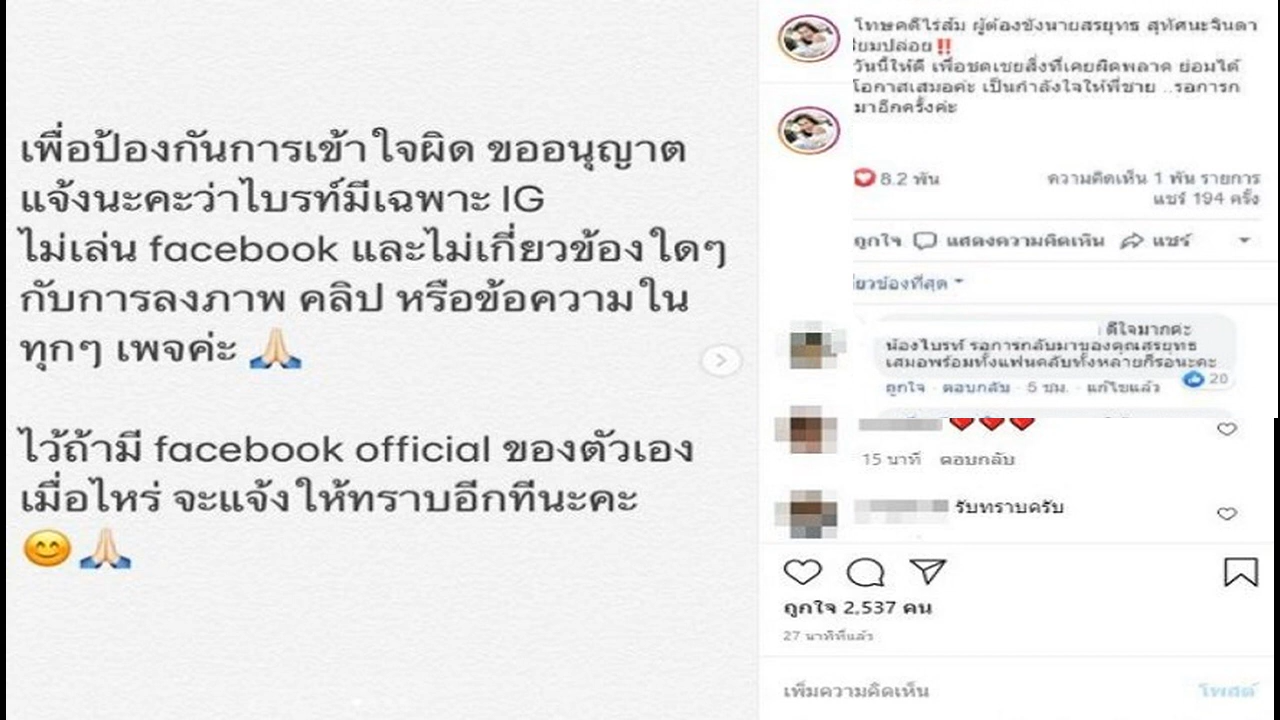 เพื่อป้องกันการเข้าใจผิด ขออนุญาต
แจ้งนะคะว่าไบรท์มีเฉพาะ IG
ไม่เล่น facebook และไม่เกี่ยวข้องใดๆ
กับการลงภาพ คลิป หรือข้อความใน
ทุกๆ เพจค่ะ 🙏🏻
ไว้ถ้ามี facebook official ของตัวเอง
เมื่อไหร่ จะแจ้งให้ทราบอีกทีนะคะ
😊🙏🏻
โทษคดีไร่ส้ม ผู้ต้องขังนายสรยุทธ สุทัศนะจินดา
ยมปล่อย‼️
วันนี้ให้ดี เพื่อชดเชยสิ่งที่เคยผิดพลาด ย่อมได้
โอกาสเสมอค่ะ เป็นกำลังใจให้พี่ชาย ..รอการก
มาอีกครั้งค่ะ
8.2 พัน
ความคิดเห็น 1 พัน รายการ
แชร์ 194 ครั้ง
ถูกใจ แสดงความคิดเห็น แชร์
ยวข้องที่สุด
ดีใจมากค่ะ
น้องไบรท์ รอการกลับมาของคุณสรยุทธ
เสมอพร้อมทั้งแฟนคลับทั้งหลายก็รอนะคะ
ถูกใจ · ตอบกลับ · 5 ชม. · แก้ไขแล้ว 20
❤️❤️❤️
15 นาที ตอบกลับ
รับทราบครับ
ถูกใจ 2,537 คน
27 นาทีที่แล้ว
เพิ่มความคิดเห็น
โพสต์